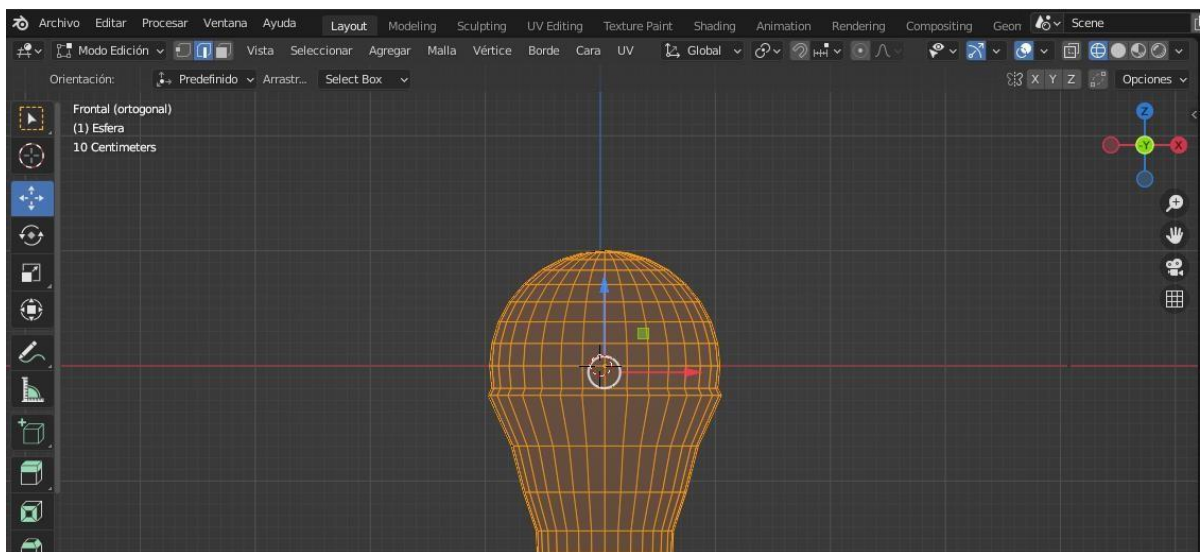 Archivo Editar Procesar Ventana Ayuda Layout Modeling Sculpting UV Editing Texture Paint Shading Animation Rendering Compositing Geon Scene
Modo Edición Vista Seleccionar Agregar Malla Vértice Borde Cara UV Global
Orientación: Predefinido Arrastr... Select Box X Y Z Opciones
Frontal (ortogonal)
(1) Esfera
10 Centimeters
Z
-Y X